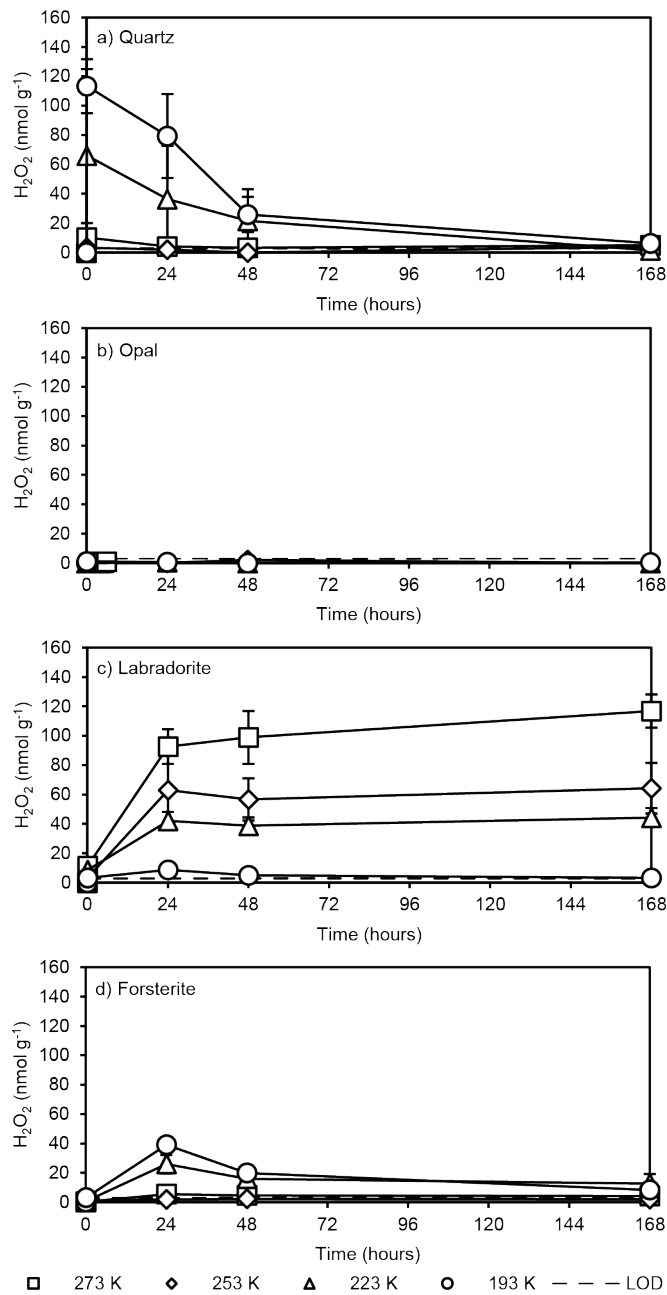 160
140
120
100
80
60
40
20
0
H₂O₂ (nmol g⁻¹)
a) Quartz
0 24 48 72 96 120 144 168
Time (hours)
160
140
120
100
80
60
40
20
0
H₂O₂ (nmol g⁻¹)
b) Opal
0 24 48 72 96 120 144 168
Time (hours)
160
140
120
100
80
60
40
20
0
H₂O₂ (nmol g⁻¹)
c) Labradorite
0 24 48 72 96 120 144 168
Time (hours)
160
140
120
100
80
60
40
20
0
H₂O₂ (nmol g⁻¹)
d) Forsterite
0 24 48 72 96 120 144 168
Time (hours)
273 K 253 K 223 K 193 K LOD